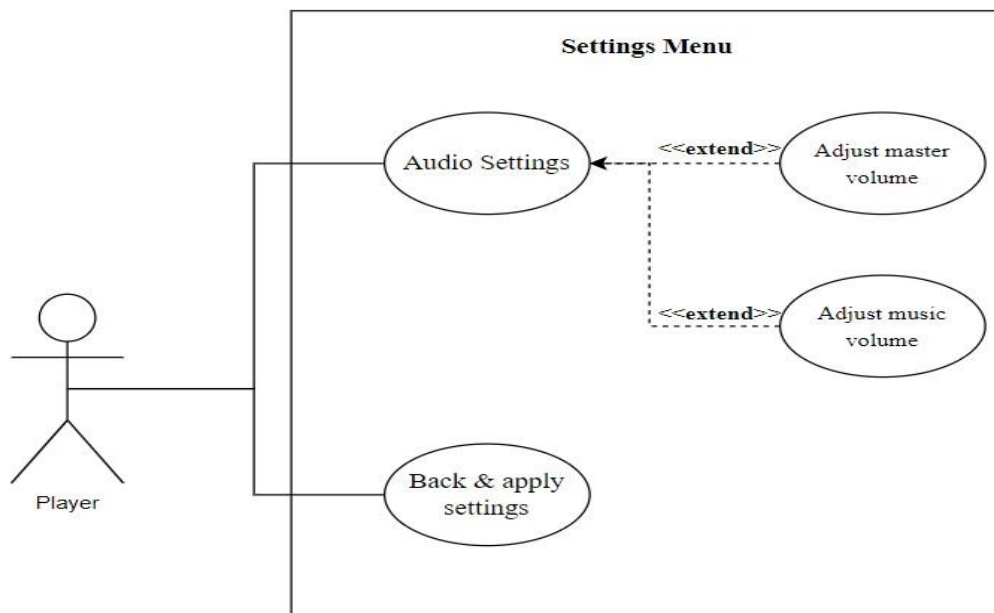 Settings Menu
Audio Settings
<<extend>>
Adjust master
volume
<<extend>>
Adjust music
volume
Player
Back & apply
settings